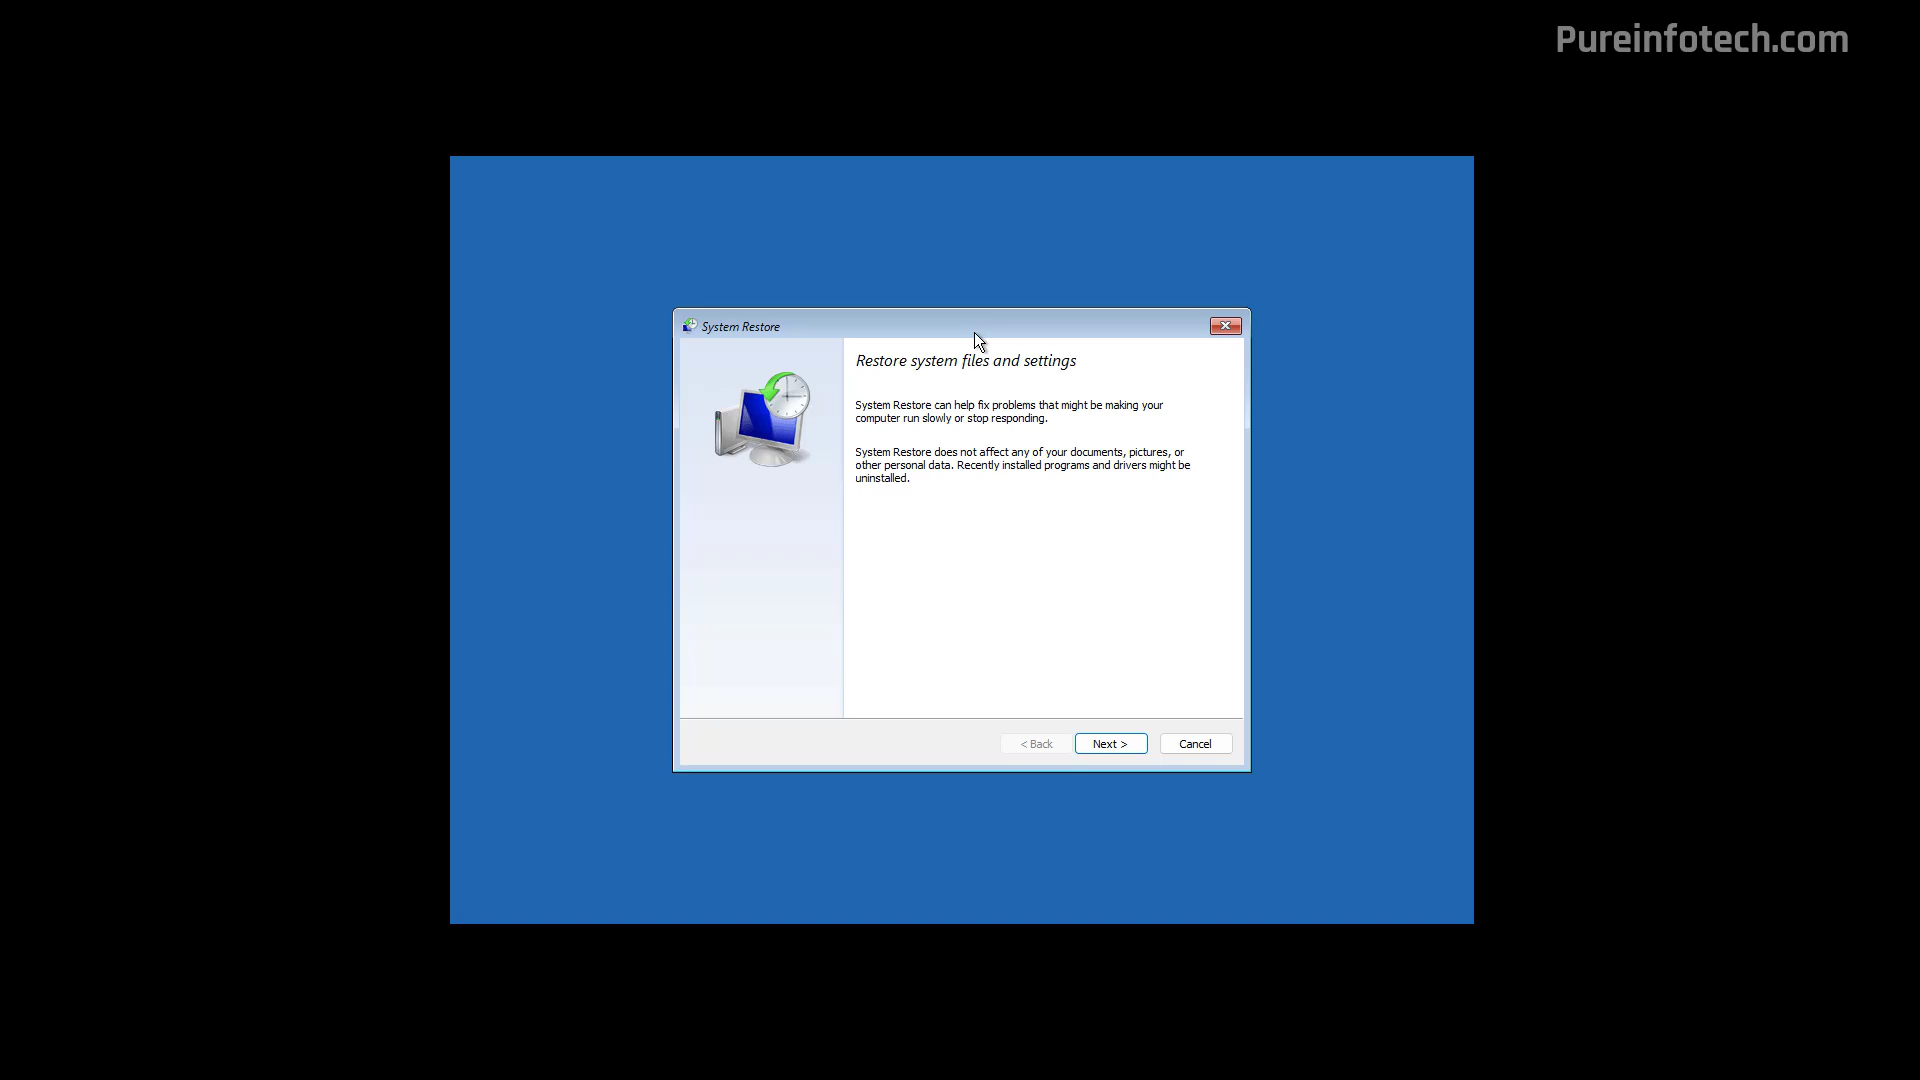 Pureinfotech.com
System Restore
Restore system files and settings
System Restore can help fix problems that might be making your
computer run slowly or stop responding.
System Restore does not affect any of your documents, pictures, or
other personal data. Recently installed programs and drivers might be
uninstalled.
< Back Next > Cancel